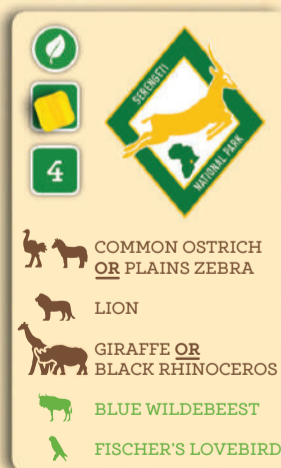 SERENGETI
NATIONAL PARK
4
COMMON OSTRICH
OR PLAINS ZEBRA
LION
GIRAFFE OR
BLACK RHINOCEROS
BLUE WILDEBEEST
FISCHER'S LOVEBIRD